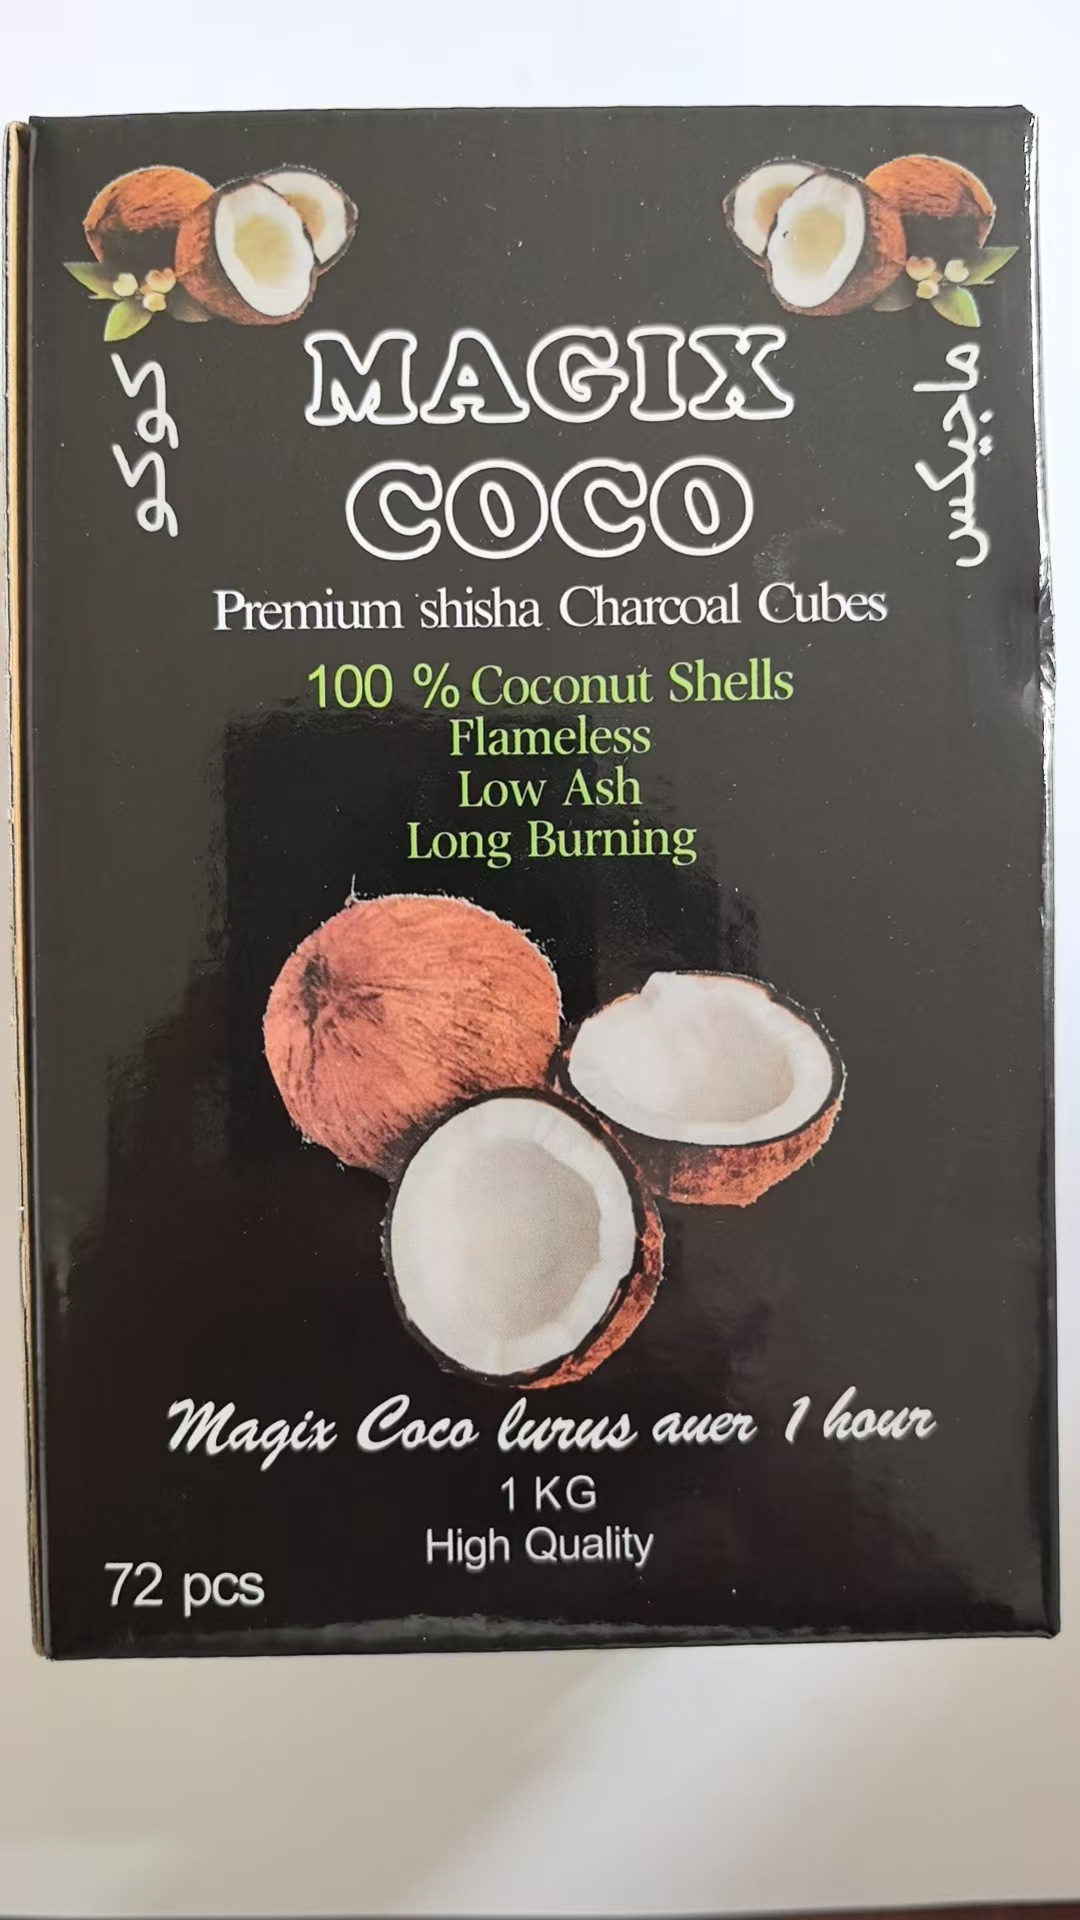 كوكو
ماجيكس
MAGIX
COCO
Premium shisha Charcoal Cubes
100 % Coconut Shells
Flameless
Low Ash
Long Burning
Magix Coco lurus auer 1 hour
1 KG
High Quality
72 pcs